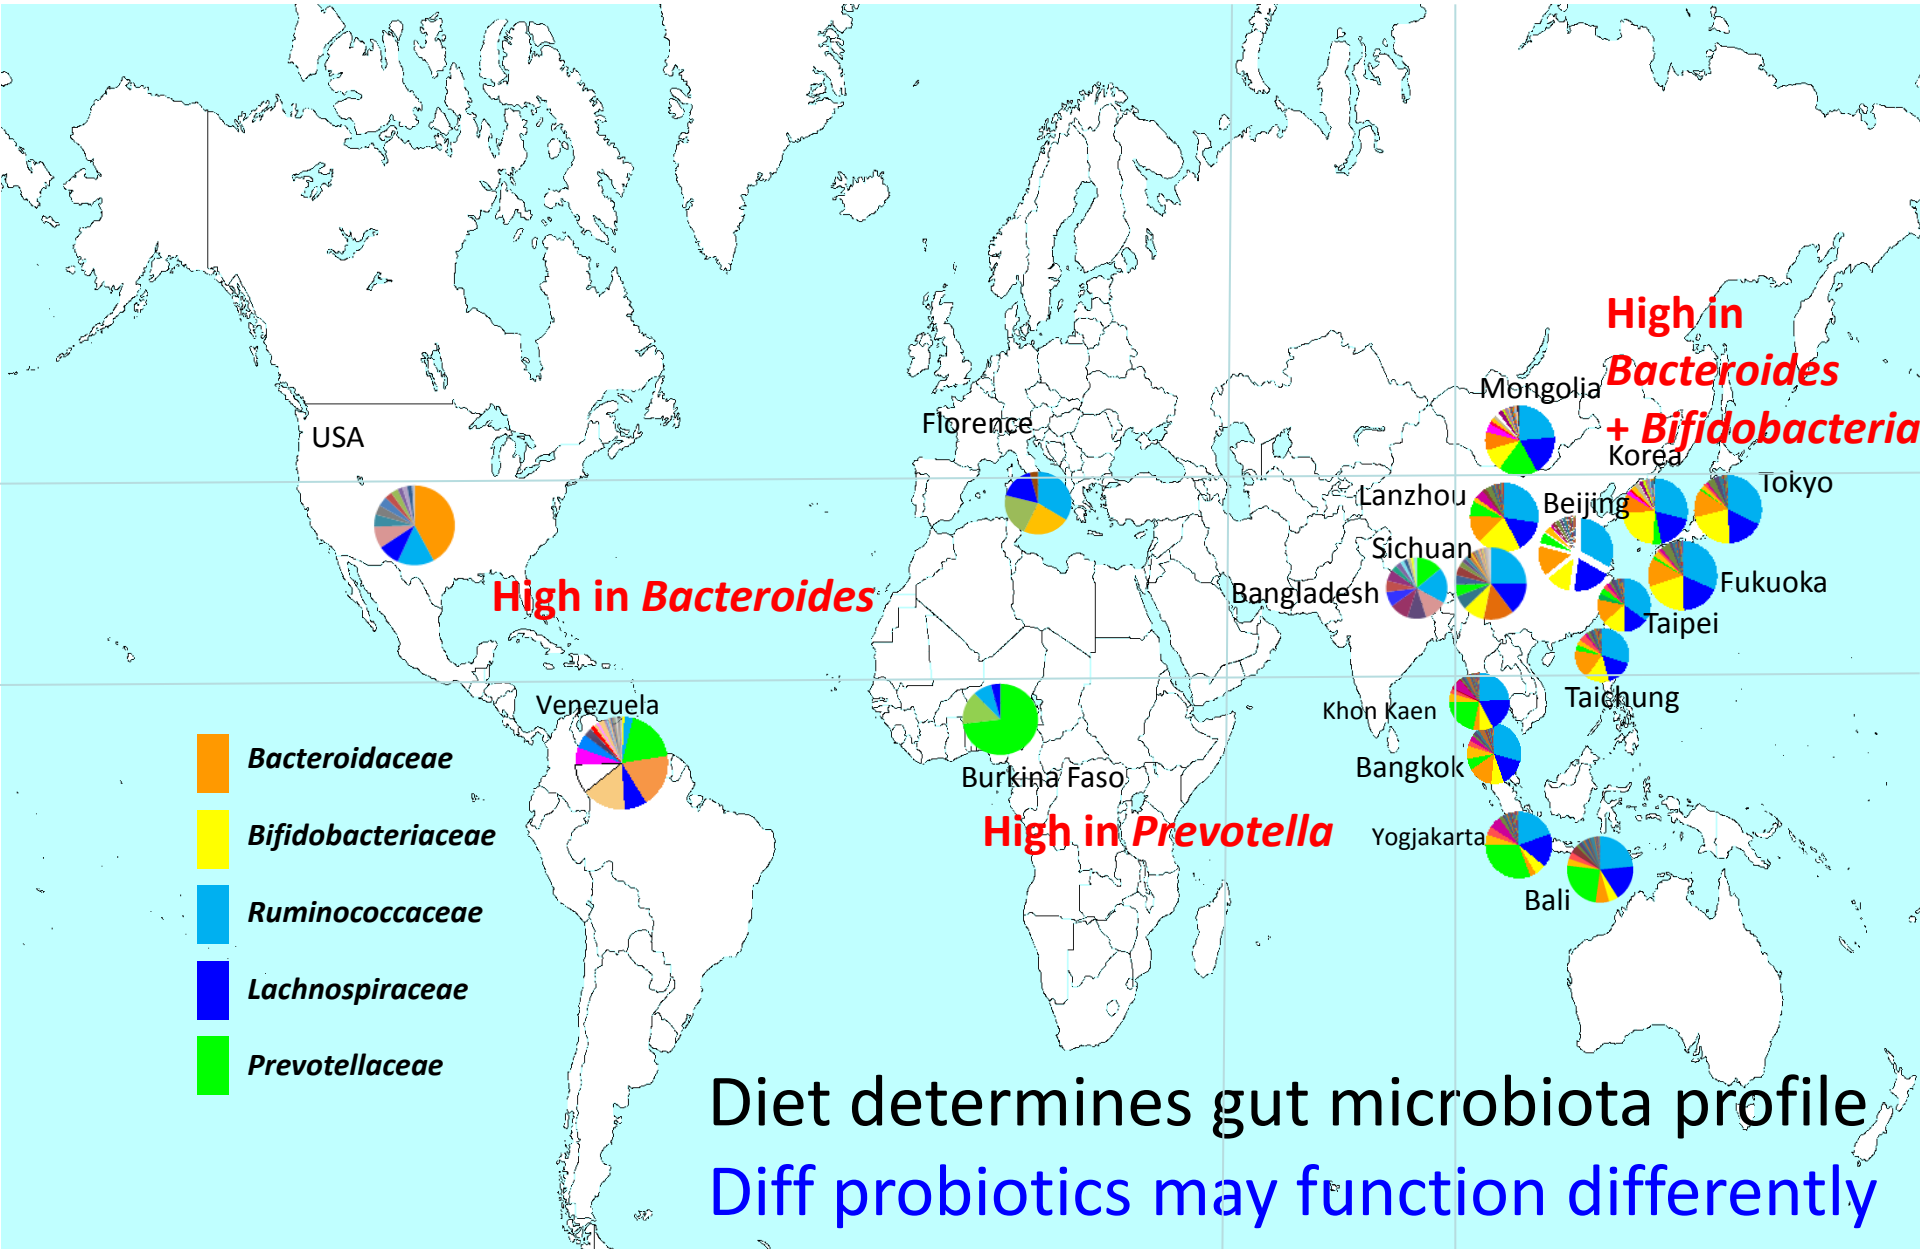 High in
Bacteroides
+ Bifidobacteria
Mongolia
Florence
USA
Korea
Tokyo
Lanzhou
Beijing
Sichuan
Bangladesh
Fukuoka
High in Bacteroides
Taipei
Taichung
Venezuela
Khon Kaen
Bangkok
Burkina Faso
High in Prevotella
Yogjakarta
Bali
Bacteroidaceae
Bifidobacteriaceae
Ruminococcaceae
Lachnospiraceae
Prevotellaceae
Diet determines gut microbiota profile
Diff probiotics may function differently